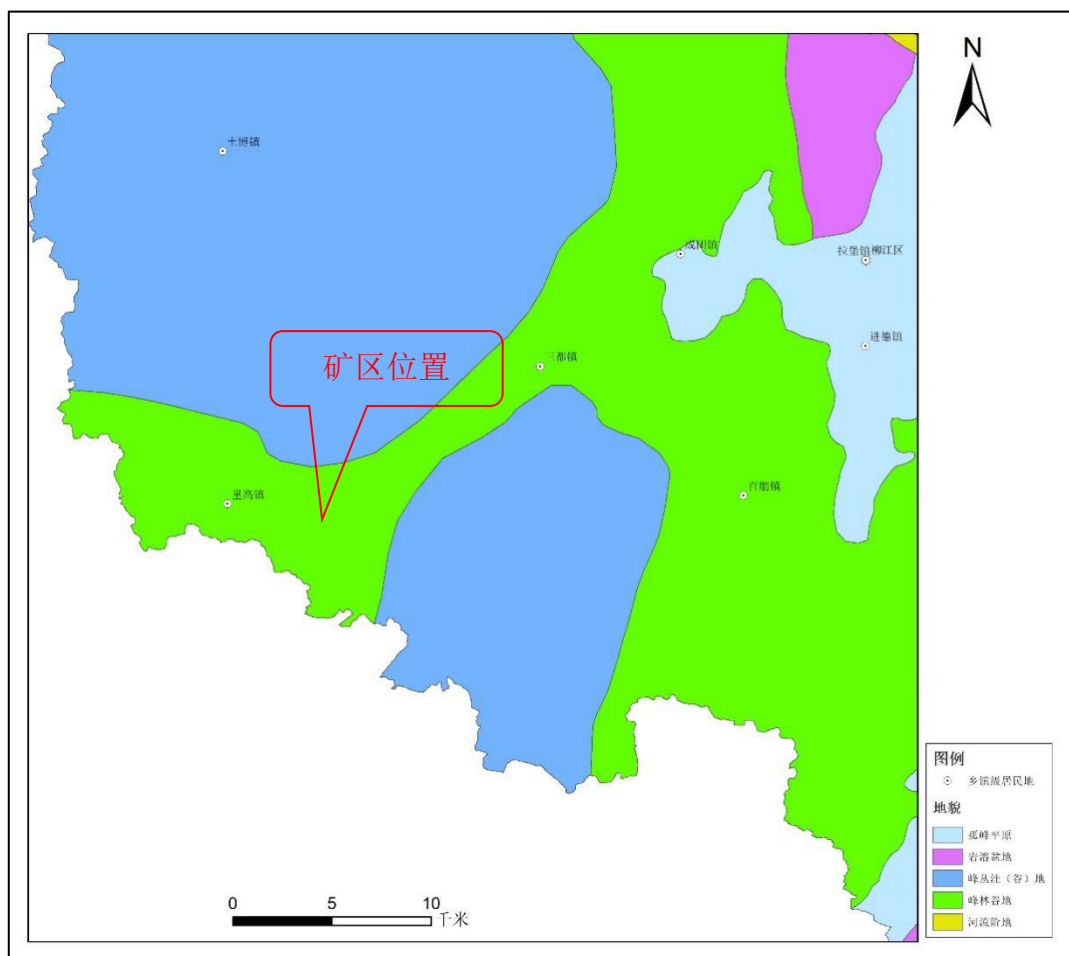 N
土博镇
成团镇
拉堡镇柳江区
进德镇
矿区位置
三都镇
里高镇
百朋镇
图例
乡镇级居民地
地貌
孤峰平原
岩溶盆地
峰丛洼（谷）地
峰林谷地
河流阶地
0 5 10
千米